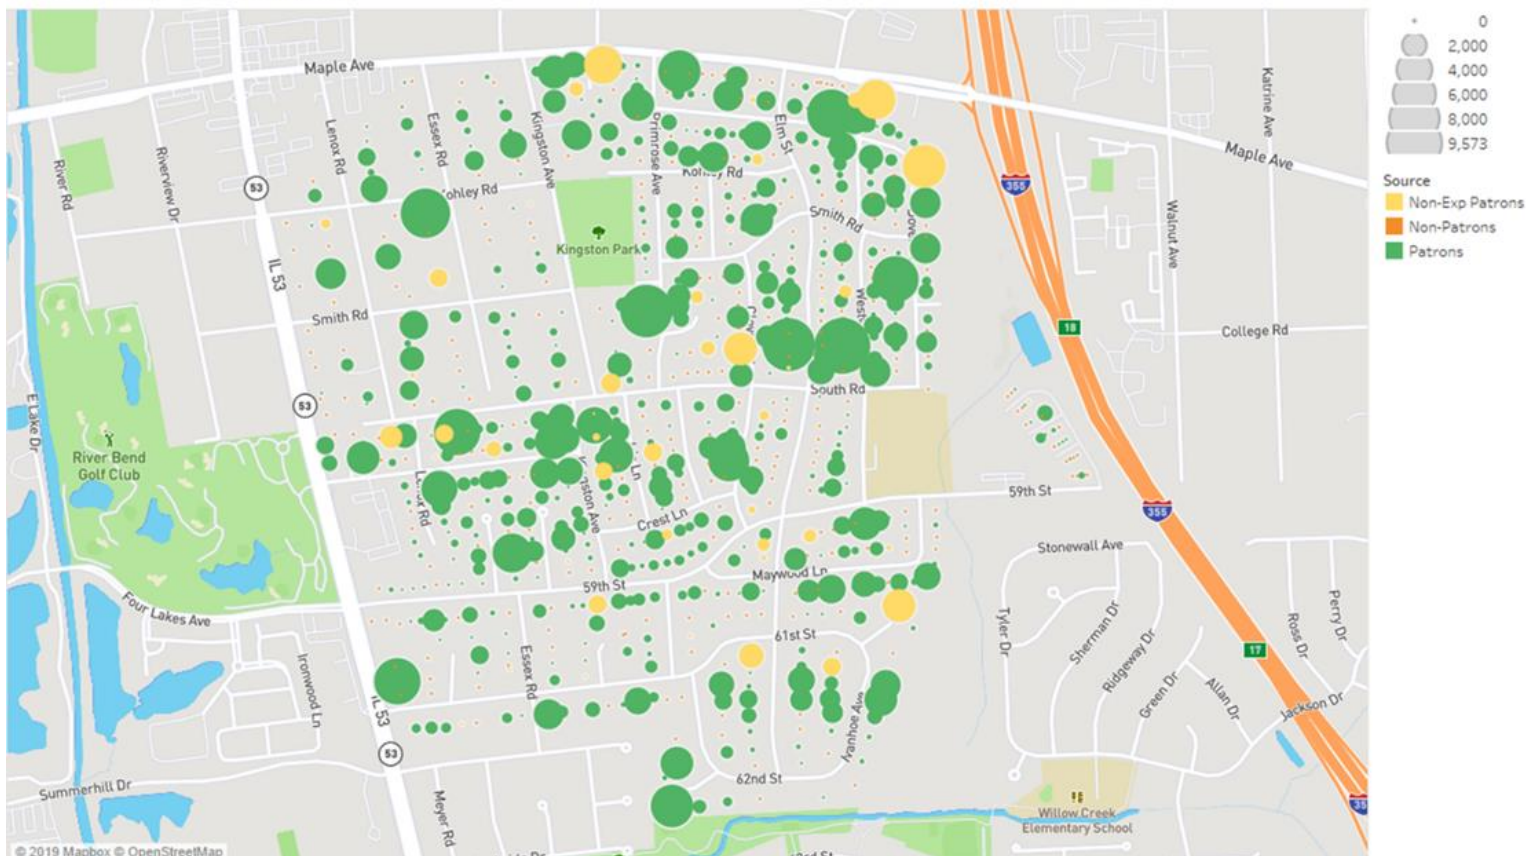 Maple Ave
Lenox Rd
Essex Rd
Kingston Ave
Primrose Ave
Elm St
Katrine Ave
Maple Ave
River Rd
Riverview Dr
53
355
ohley Rd
Kohley Rd
Smith Rd
Walnut Ave
Kingston Park
IL 53
Smith Rd
West
18
College Rd
South Rd
53
E Lake Dr
River Bend
Golf Club
Lenox Rd
Ln
Crest Ln
59th St
355
Stonewall Ave
59th St
Maywood Ln
Four Lakes Ave
61st St
Tyler Dr
Sherman Dr
Ridgeway Dr
Green Dr
Allan Dr
Ross Dr
Perry Dr
17
Jackson Dr
Ironwood Ln
Essex Rd
IL 53
Ivanhoe Ave
53
62nd St
Summerhill Dr
Meyer Rd
Willow Creek
Elementary School
© 2019 Mapbox © OpenStreetMap
0
2,000
4,000
6,000
8,000
9,573
Source
Non-Exp Patrons
Non-Patrons
Patrons